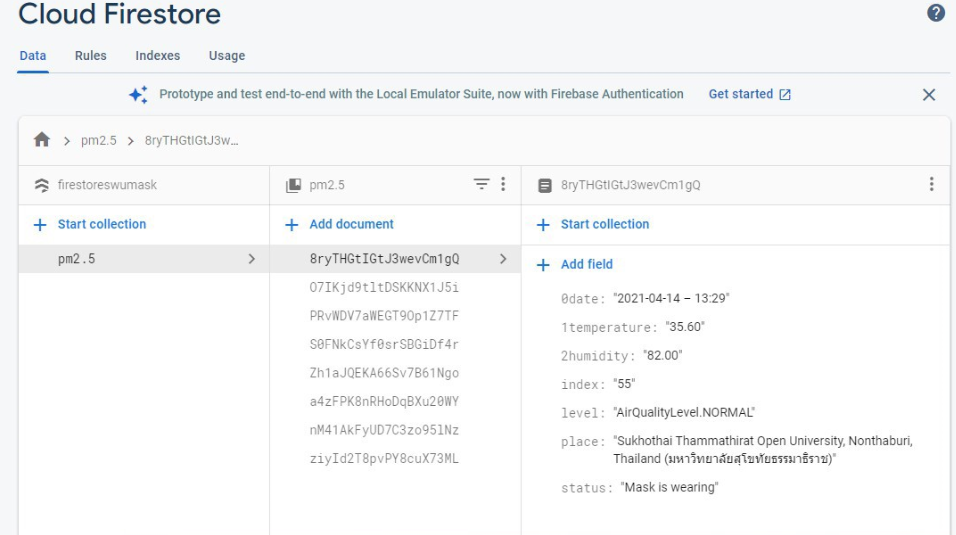 Cloud Firestore
Data Rules Indexes Usage
Prototype and test end-to-end with the Local Emulator Suite, now with Firebase Authentication Get started
pm2.5 8ryTHGtIGtJ3w...
firestoreswumask
Start collection
pm2.5
pm2.5
Add document
8ryTHGtIGtJ3wevCm1gQ
O7IKjd9tltDSKKNX1J5i
PRvWDV7aWEGT9Op1Z7TF
S0FNkCsYf0srSBGiDf4r
Zh1aJQEKA66Sv7B61Ngo
a4zFPK8nRHoDqBXu20WY
nM41AkFyUD7C3zo95lNz
ziyId2T8pvPY8cuX73ML
8ryTHGtIGtJ3wevCm1gQ
Start collection
Add field
0date: "2021-04-14 – 13:29"
1temperature: "35.60"
2humidity: "82.00"
index: "55"
level: "AirQualityLevel.NORMAL"
place: "Sukhothai Thammathirat Open University, Nonthaburi,
Thailand (มหาวิทยาลัยสุโขทัยธรรมาธิราช)"
status: "Mask is wearing"